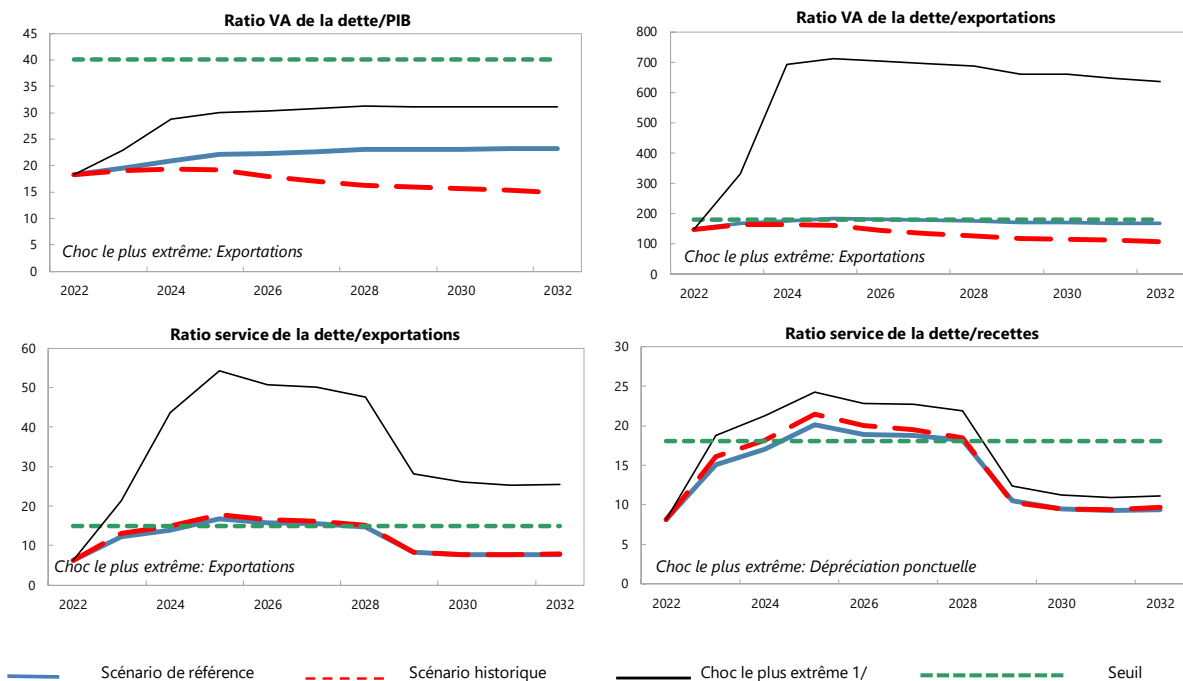 Ratio VA de la dette/PIB
45
40
35
30
25
20
15
10
5
0
Choc le plus extrême: Exportations
2022 2024 2026 2028 2030 2032
Ratio VA de la dette/exportations
800
700
600
500
400
300
200
100
0
Choc le plus extrême: Exportations
2022 2024 2026 2028 2030 2032
Ratio service de la dette/exportations
60
50
40
30
20
10
0
Choc le plus extrême: Exportations
2022 2024 2026 2028 2030 2032
Ratio service de la dette/recettes
30
25
20
15
10
5
0
Choc le plus extrême: Dépréciation ponctuelle
2022 2024 2026 2028 2030 2032
Scénario de référence Scénario historique Choc le plus extrême 1/ Seuil